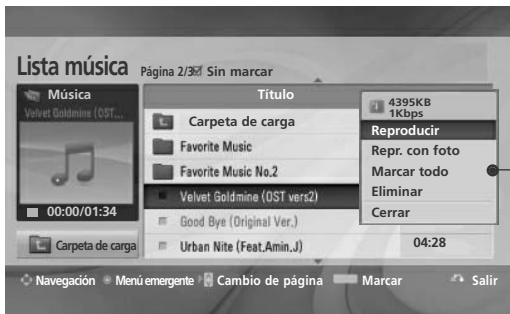 Lista música Página 2/3 Sin marcar
Música
Velvet Goldmine (OST...
00:00/01:34
Carpeta de carga
Título
Carpeta de carga
Favorite Music
Favorite Music No.2
Velvet Goldmine (OST vers2)
Good Bye (Original Ver.)
Urban Nite (Feat.Amin.J)
04:28
4395KB
1Kbps
Reproducir
Repr. con foto
Marcar todo
Eliminar
Cerrar
Navegación Menú emergente Cambio de página Marcar Salir